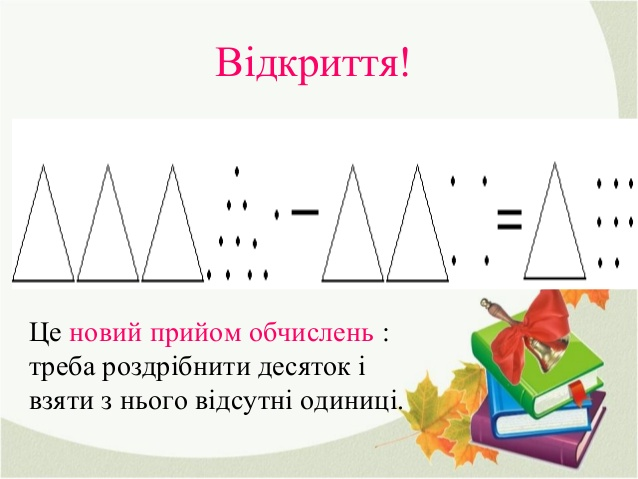 Відкриття!
− =
Це новий прийом обчислень :
треба роздрібнити десяток і
взяти з нього відсутні одиниці.